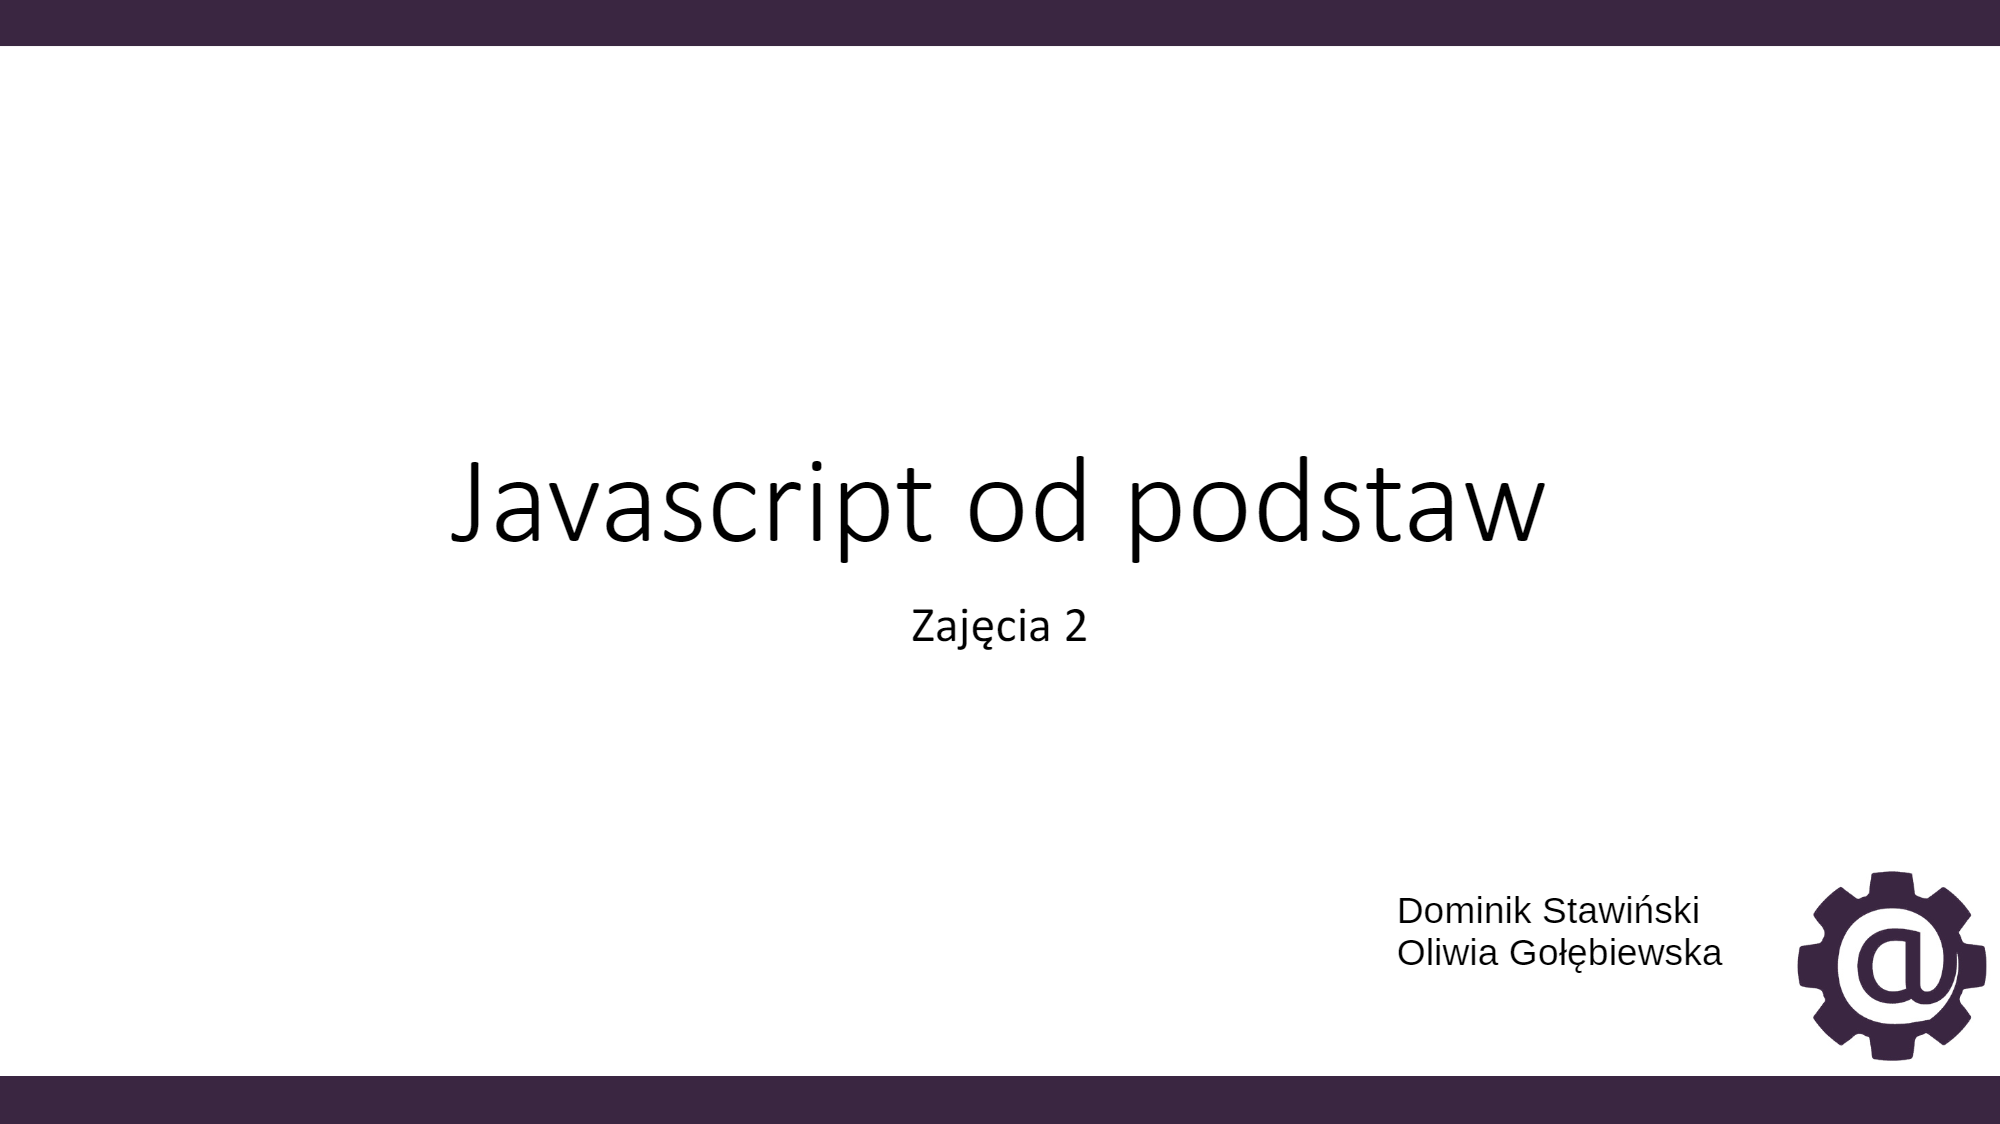 Javascript od podstaw
Zajęcia 2
Dominik Stawiński
Oliwia Gołębiewska
@